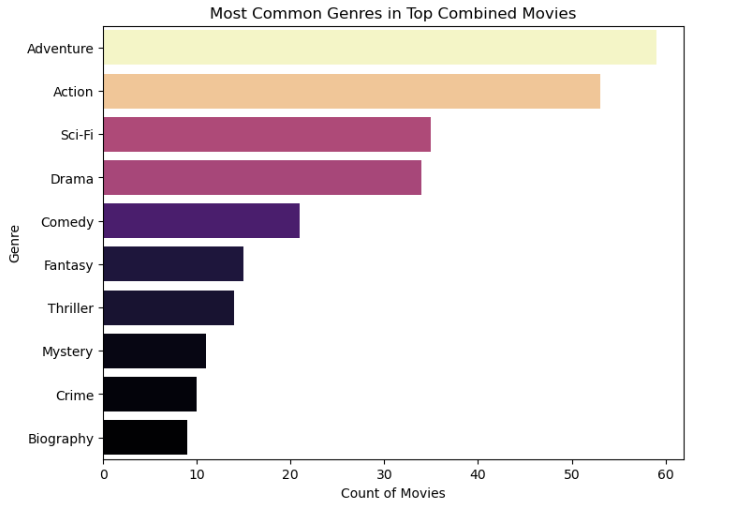 Most Common Genres in Top Combined Movies
Adventure
Action
Sci-Fi
Drama
Comedy
Fantasy
Thriller
Mystery
Crime
Biography
Genre
0 10 20 30 40 50 60
Count of Movies